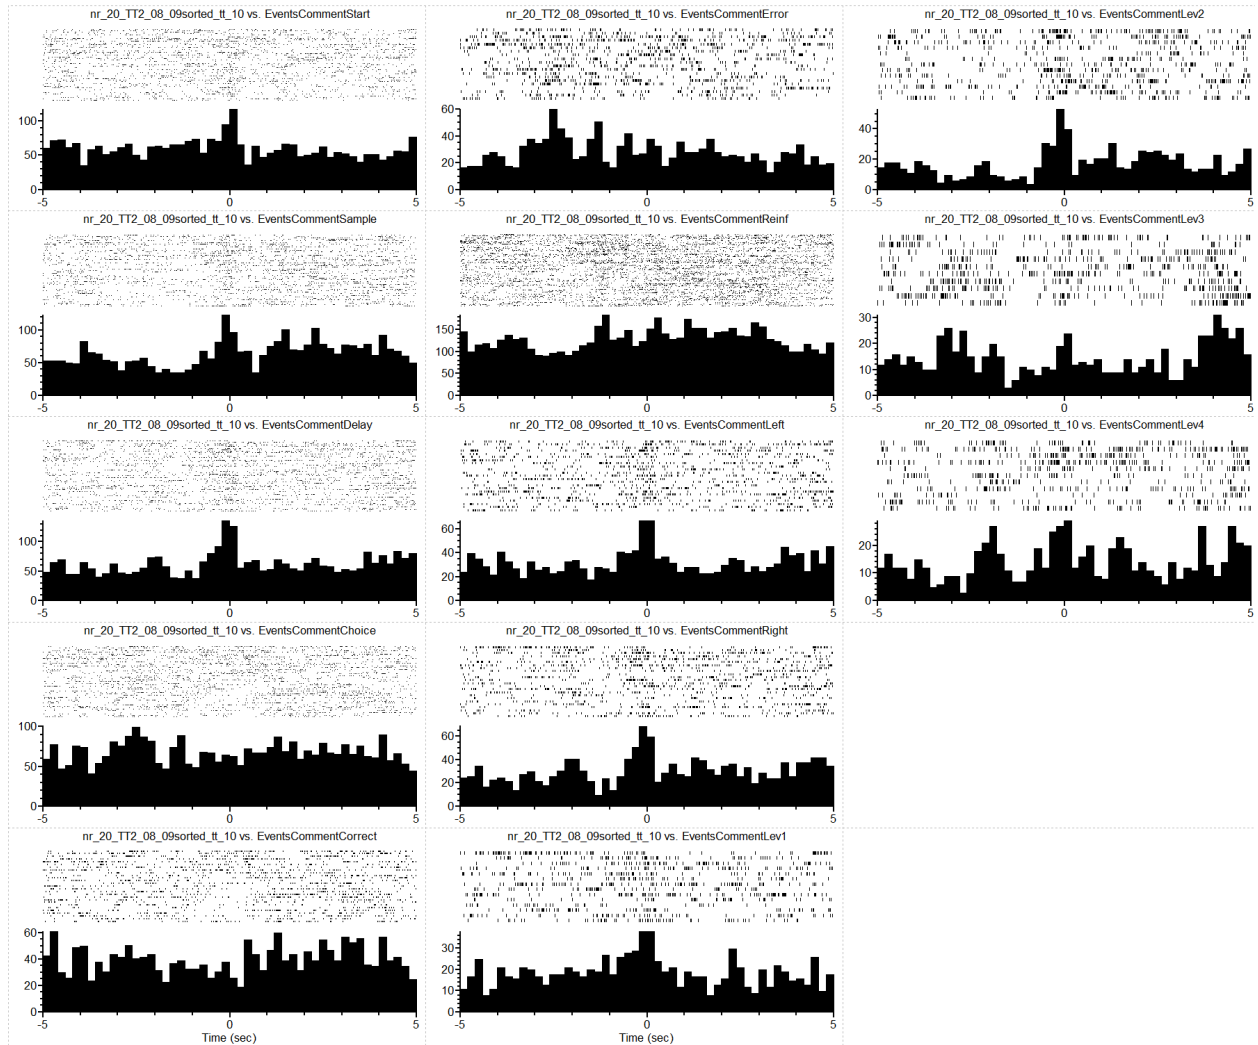 nr_20_TT2_08_09sorted_tt_10 vs. EventsCommentStart
100
50
0
-5 0 5
nr_20_TT2_08_09sorted_tt_10 vs. EventsCommentSample
100
50
0
-5 0 5
nr_20_TT2_08_09sorted_tt_10 vs. EventsCommentDelay
100
50
0
-5 0 5
nr_20_TT2_08_09sorted_tt_10 vs. EventsCommentChoice
100
50
0
-5 0 5
nr_20_TT2_08_09sorted_tt_10 vs. EventsCommentCorrect
60
40
20
0
-5 0 5
Time (sec)
nr_20_TT2_08_09sorted_tt_10 vs. EventsCommentError
60
40
20
0
-5 0 5
nr_20_TT2_08_09sorted_tt_10 vs. EventsCommentReinf
150
100
50
0
-5 0 5
nr_20_TT2_08_09sorted_tt_10 vs. EventsCommentLeft
60
40
20
0
-5 0 5
nr_20_TT2_08_09sorted_tt_10 vs. EventsCommentRight
60
40
20
0
-5 0 5
nr_20_TT2_08_09sorted_tt_10 vs. EventsCommentLev1
30
20
10
0
-5 0 5
Time (sec)
nr_20_TT2_08_09sorted_tt_10 vs. EventsCommentLev2
40
20
0
-5 0 5
nr_20_TT2_08_09sorted_tt_10 vs. EventsCommentLev3
30
20
10
0
-5 0 5
nr_20_TT2_08_09sorted_tt_10 vs. EventsCommentLev4
20
10
0
-5 0 5